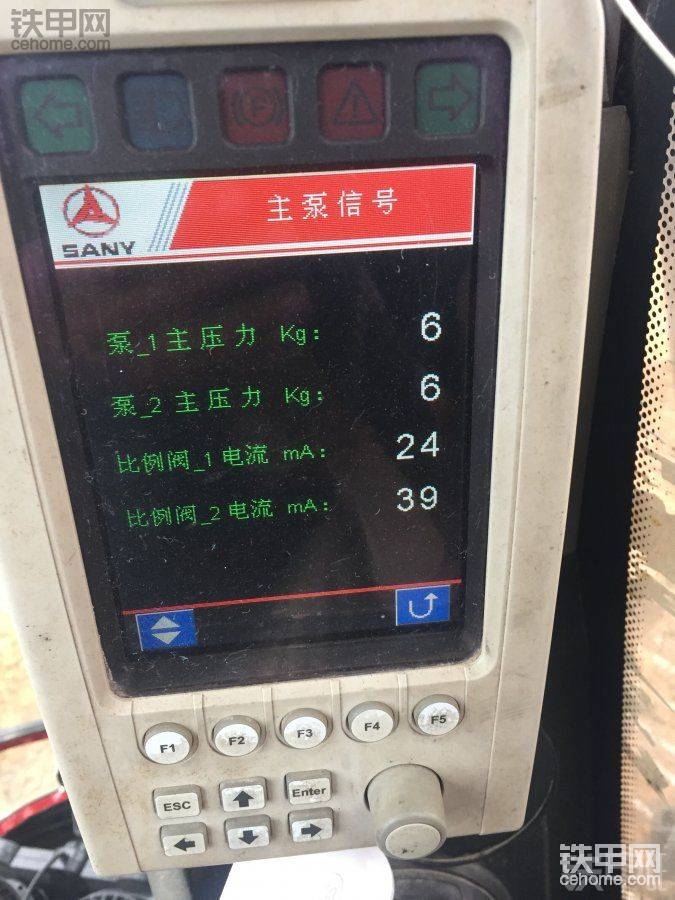 铁甲网
cehome.com
主泵信号
SANY
泵_1主压力 Kg: 6
泵_2主压力 Kg: 6
比例阀_1电流 mA: 24
比例阀_2电流 mA: 39
F1 F2 F3 F4 F5
ESC Enter
铁甲网
cehome.com